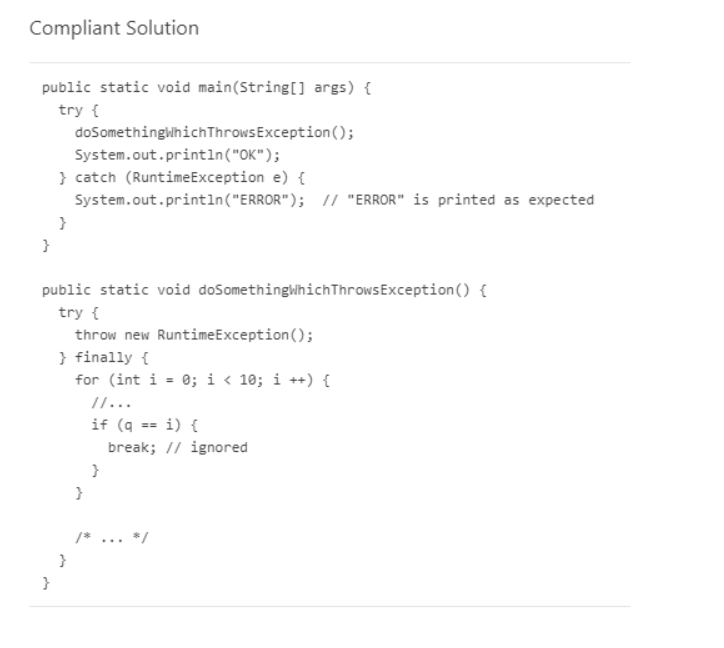 Compliant Solution
public static void main(String[] args) {
  try {
    doSomethingWhichThrowsException();
    System.out.println("OK");
  } catch (RuntimeException e) {
    System.out.println("ERROR");  // "ERROR" is printed as expected
  }
}

public static void doSomethingWhichThrowsException() {
  try {
    throw new RuntimeException();
  } finally {
    for (int i = 0; i < 10; i ++) {
      //...
      if (q == i) {
        break; // ignored
      }
    }

    /* ... */
  }
}